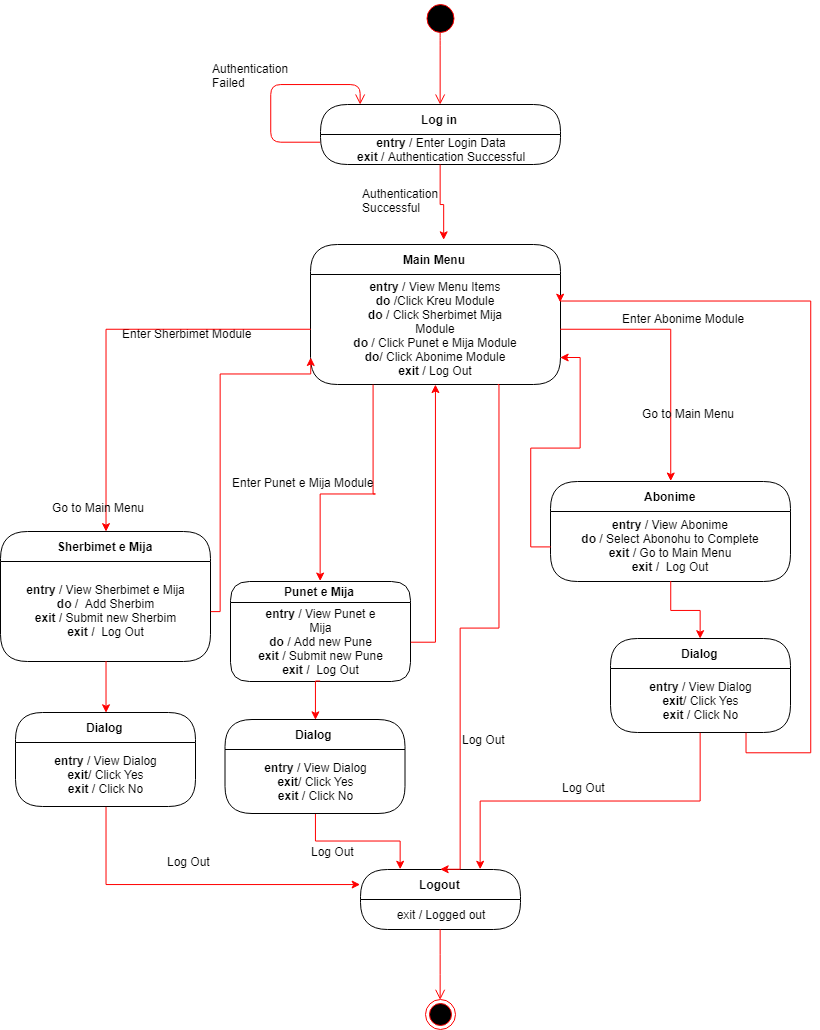 Authentication
Failed
Log in
entry / Enter Login Data
exit / Authentication Successful
Authentication
Successful
Main Menu
entry / View Menu Items
do /Click Kreu Module
do / Click Sherbimet Mija
Module
do / Click Punet e Mija Module
do/ Click Abonime Module
exit / Log Out
Enter Sherbimet Module
Enter Abonime Module
Go to Main Menu
Enter Punet e Mija Module
Go to Main Menu
Abonime
entry / View Abonime
do / Select Abonohu to Complete
exit / Go to Main Menu
exit /  Log Out
Sherbimet e Mija
entry / View Sherbimet e Mija
do /  Add Sherbim
exit / Submit new Sherbim
exit /  Log Out
Punet e Mija
entry / View Punet e
Mija
do / Add new Pune
exit / Submit new Pune
exit /  Log Out
Dialog
entry / View Dialog
exit/ Click Yes
exit / Click No
Dialog
entry / View Dialog
exit/ Click Yes
exit / Click No
Dialog
entry / View Dialog
exit/ Click Yes
exit / Click No
Log Out
Log Out
Log Out
Log Out
Logout
exit / Logged out